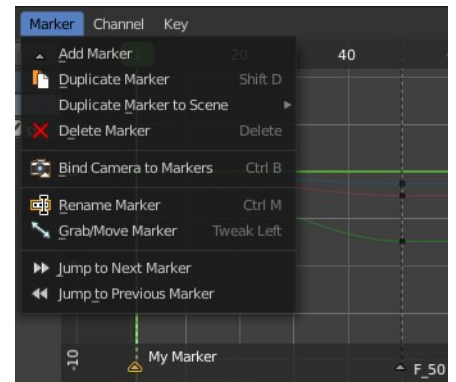 Marker Channel Key
Add Marker
20
40
Duplicate Marker Shift D
Duplicate Marker to Scene
Delete Marker Delete
Bind Camera to Markers Ctrl B
Rename Marker Ctrl M
Grab/Move Marker Tweak Left
Jump to Next Marker
Jump to Previous Marker
-10
My Marker
F_50